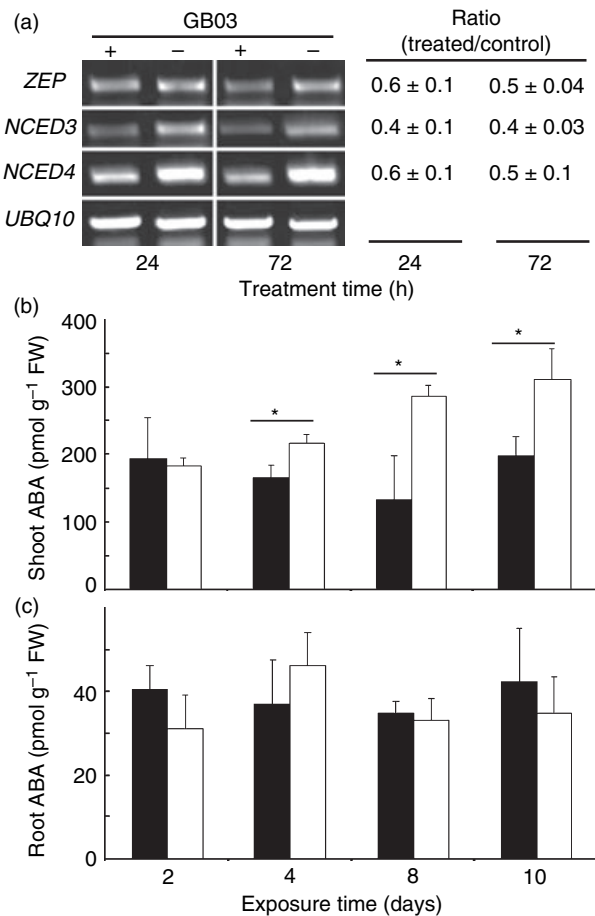 (a)
GB03
Ratio
(treated/control)
+ – + –
ZEP 0.6 ± 0.1 0.5 ± 0.04
NCED3 0.4 ± 0.1 0.4 ± 0.03
NCED4 0.6 ± 0.1 0.5 ± 0.1
UBQ10
24 72 24 72
Treatment time (h)
(b)
Shoot ABA (pmol g⁻¹ FW)
400
300
200
100
0
* * *
(c)
Root ABA (pmol g⁻¹ FW)
40
20
0
2 4 8 10
Exposure time (days)